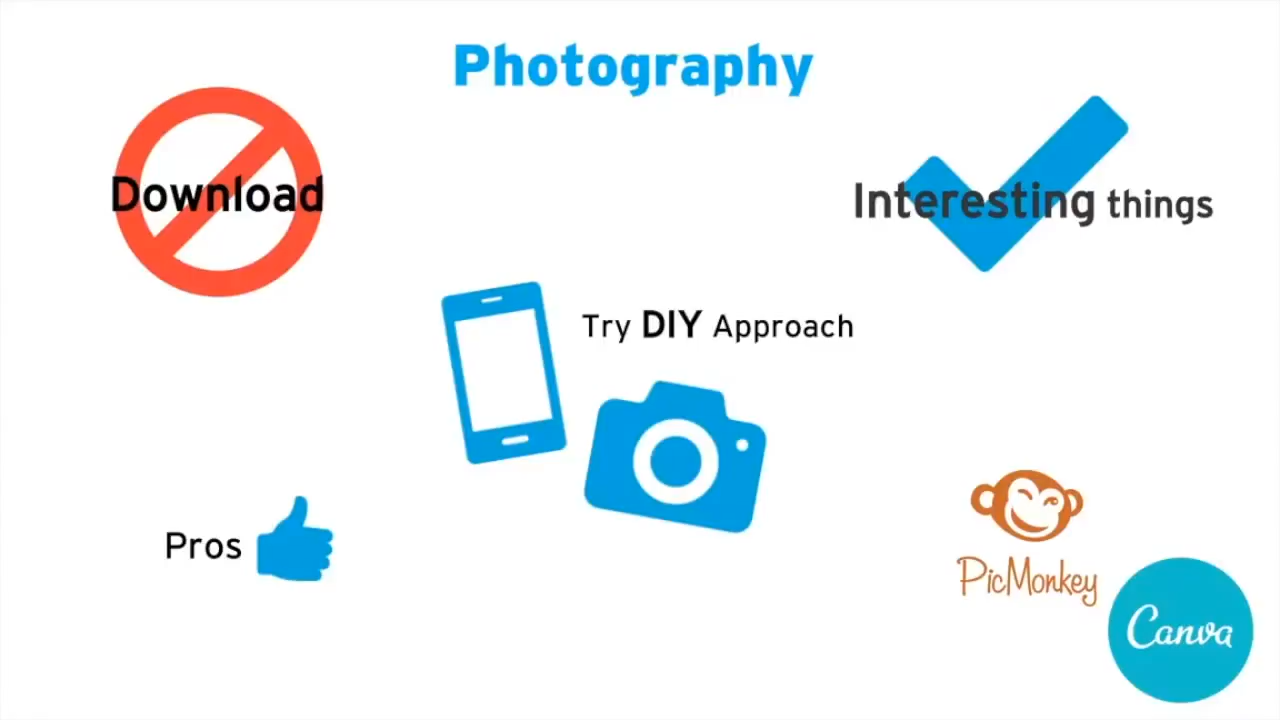 Photography
Download
Interesting things
Try DIY Approach
Pros
PicMonkey
Canva